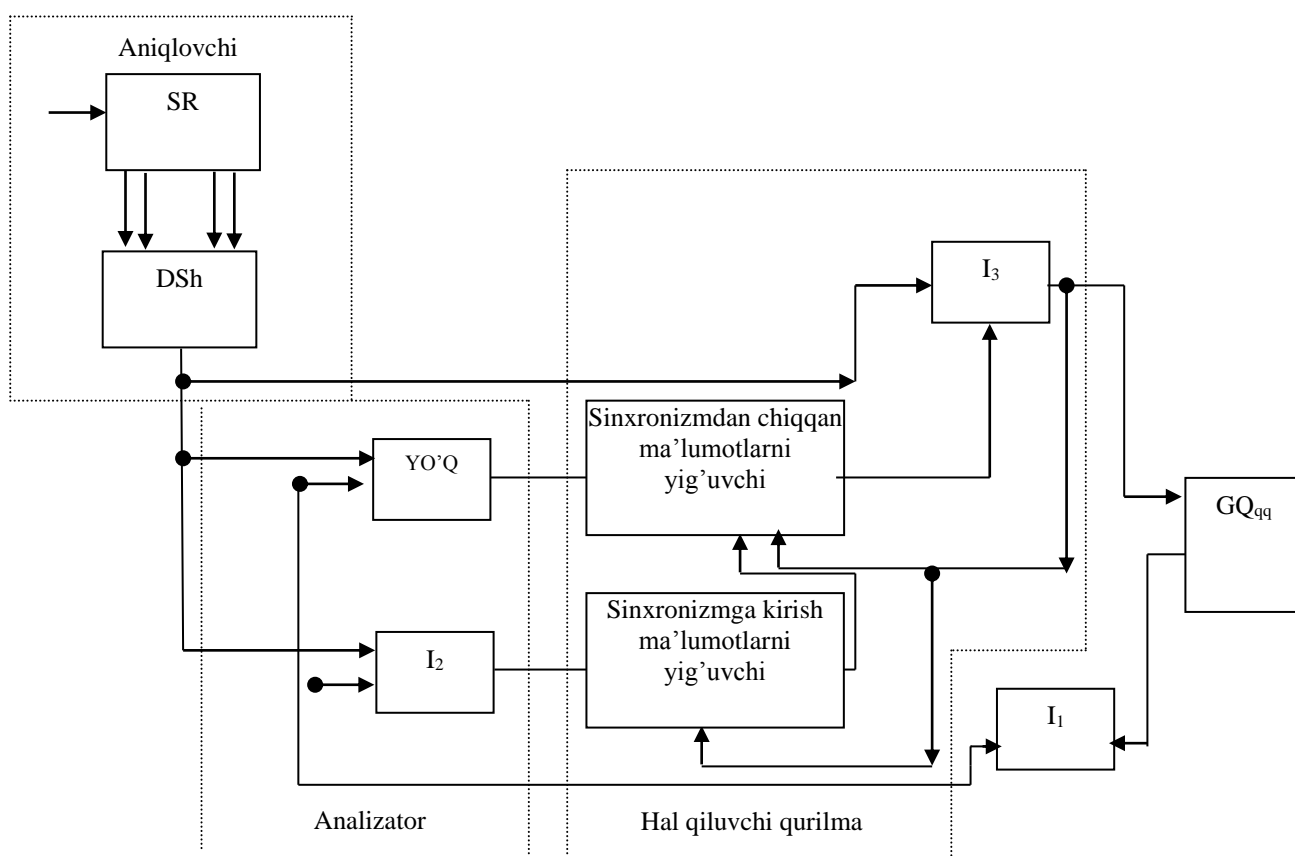 Aniqlovchi
SR
DSh
I₃
Sinxronizmdan chiqqan
ma’lumotlarni
yig’uvchi
YO’Q
GQqq
Sinxronizmga kirish
ma’lumotlarni
yig’uvchi
I₂
I₁
Analizator
Hal qiluvchi qurilma